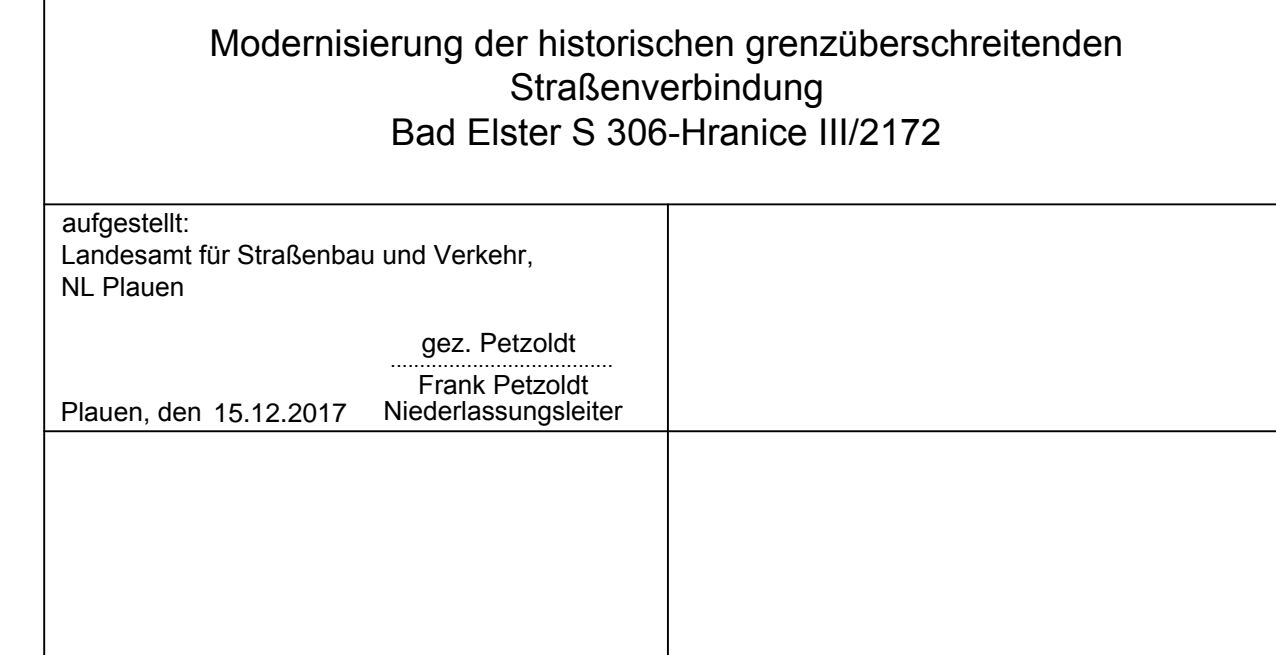 Modernisierung der historischen grenzüberschreitenden
Straßenverbindung
Bad Elster S 306-Hranice III/2172
aufgestellt:
Landesamt für Straßenbau und Verkehr,
NL Plauen
gez. Petzoldt
.....................................
Frank Petzoldt
Plauen, den 15.12.2017 Niederlassungsleiter